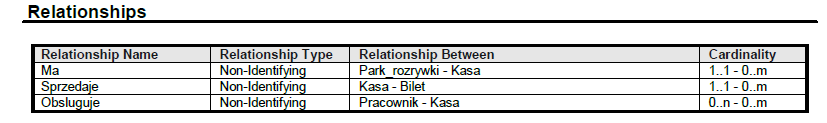 Relationships
Relationship Name Relationship Type Relationship Between Cardinality
Ma Non-Identifying Park_rozrywki - Kasa 1..1 - 0..m
Sprzedaje Non-Identifying Kasa - Bilet 1..1 - 0..m
Obsluguje Non-Identifying Pracownik - Kasa 0..n - 0..m